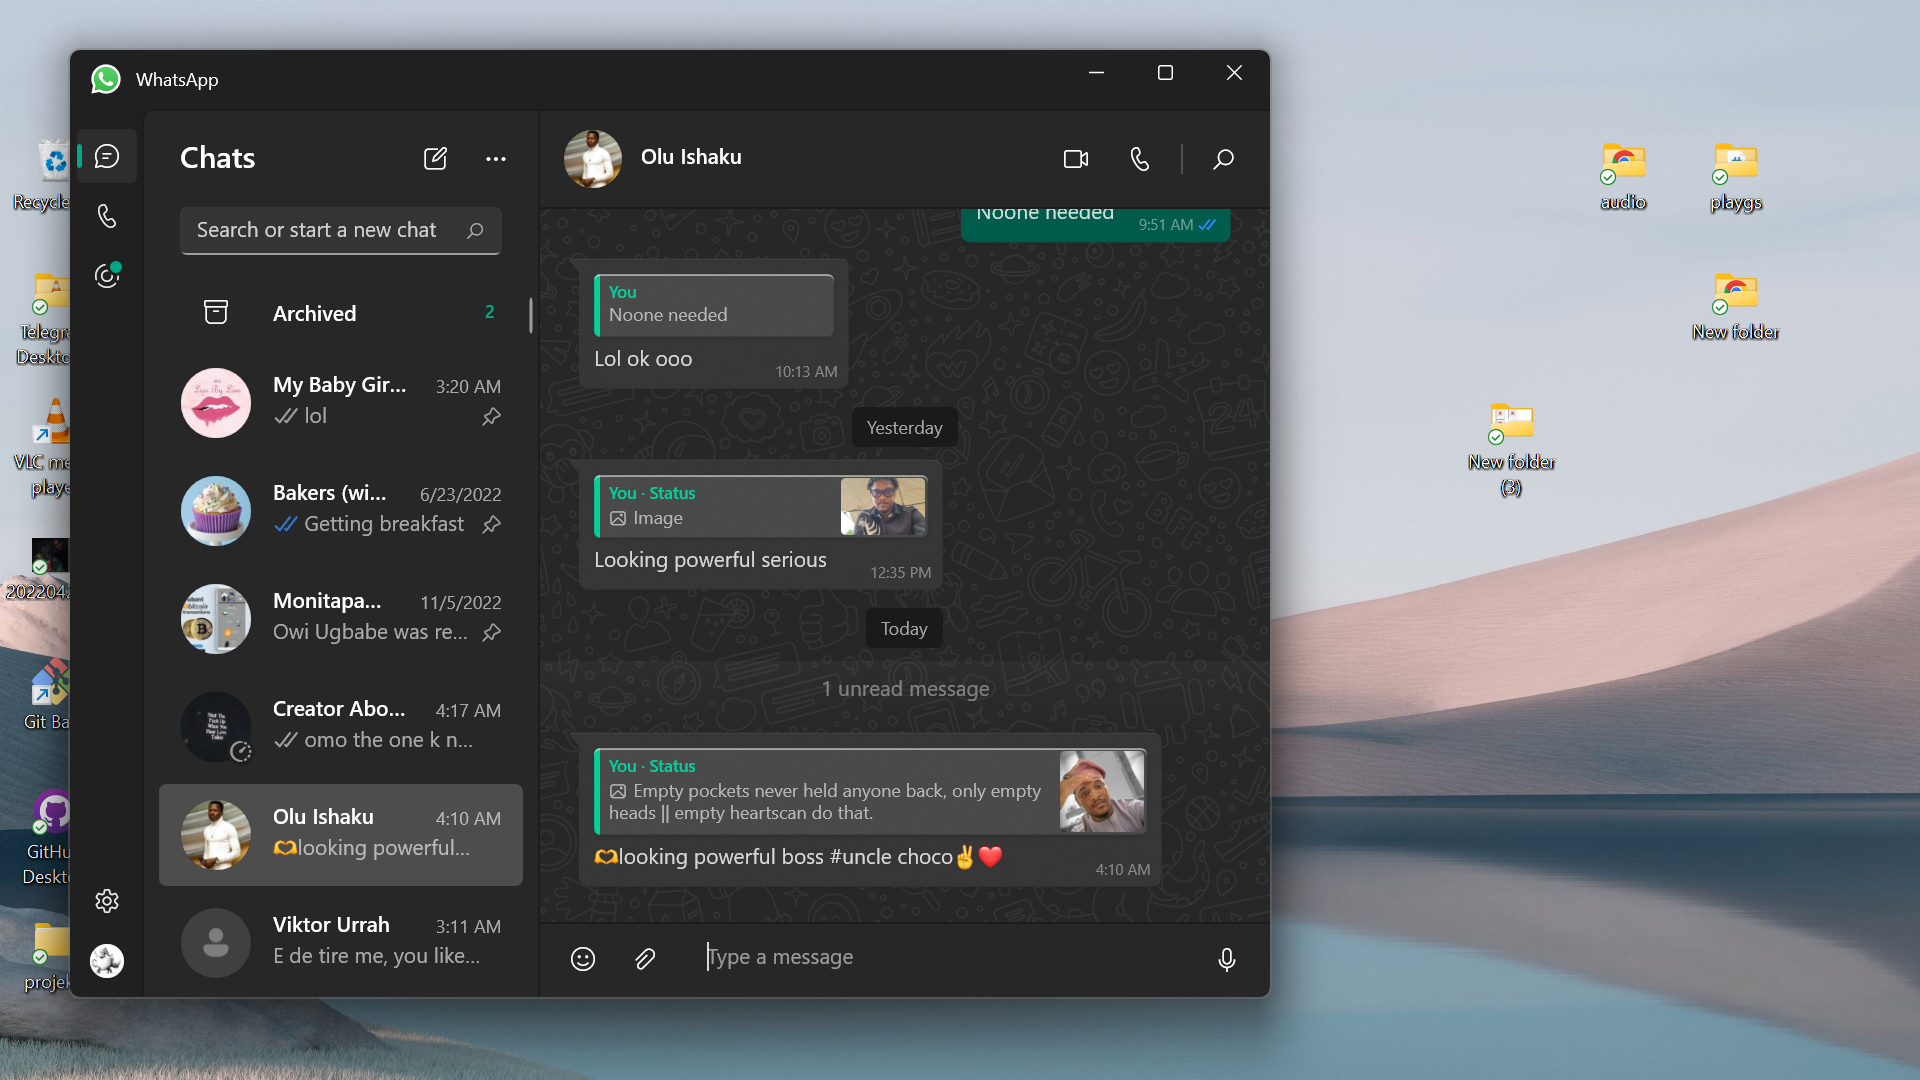 WhatsApp
Chats
Search or start a new chat
Archived 2
My Baby Gir... 3:20 AM
lol
Bakers (wi... 6/23/2022
Getting breakfast
Monitapa... 11/5/2022
Owi Ugbabe was re...
Creator Abo... 4:17 AM
omo the one k n...
Olu Ishaku 4:10 AM
🫶looking powerful...
Viktor Urrah 3:11 AM
E de tire me, you like...
Olu Ishaku
Noone needed
9:51 AM
You
Noone needed
Lol ok ooo
10:13 AM
Yesterday
You · Status
Image
Looking powerful serious
12:35 PM
Today
1 unread message
You · Status
Empty pockets never held anyone back, only empty
heads || empty heartscan do that.
🫶looking powerful boss #uncle choco✌️❤️
4:10 AM
Type a message
Recycle
Telegra
Deskto
VLC me
playe
2022042
Git Ba
GitHu
Deskto
projek
audio
playgs
New folder
New folder
(3)